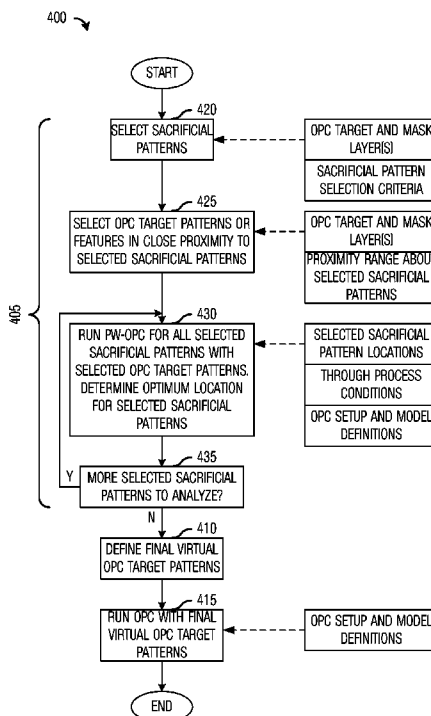 400
START
420
SELECT SACRIFICIAL
PATTERNS
OPC TARGET AND MASK
LAYER(S)
SACRIFICIAL PATTERN
SELECTION CRITERIA
425
SELECT OPC TARGET PATTERNS OR
FEATURES IN CLOSE PROXIMITY TO
SELECTED SACRIFICIAL PATTERNS
OPC TARGET AND MASK
LAYER(S)
PROXIMITY RANGE ABOUT
SELECTED SACRIFICIAL
PATTERNS
405
430
RUN PW-OPC FOR ALL SELECTED
SACRIFICIAL PATTERNS WITH
SELECTED OPC TARGET PATTERNS.
DETERMINE OPTIMUM LOCATION
FOR SELECTED SACRIFICIAL
PATTERNS
SELECTED SACRIFICIAL
PATTERN LOCATIONS
THROUGH PROCESS
CONDITIONS
OPC SETUP AND MODEL
DEFINITIONS
435
Y
MORE SELECTED SACRIFICIAL
PATTERNS TO ANALYZE?
N
410
DEFINE FINAL VIRTUAL
OPC TARGET PATTERNS
415
RUN OPC WITH FINAL
VIRTUAL OPC TARGET
PATTERNS
OPC SETUP AND MODEL
DEFINITIONS
END